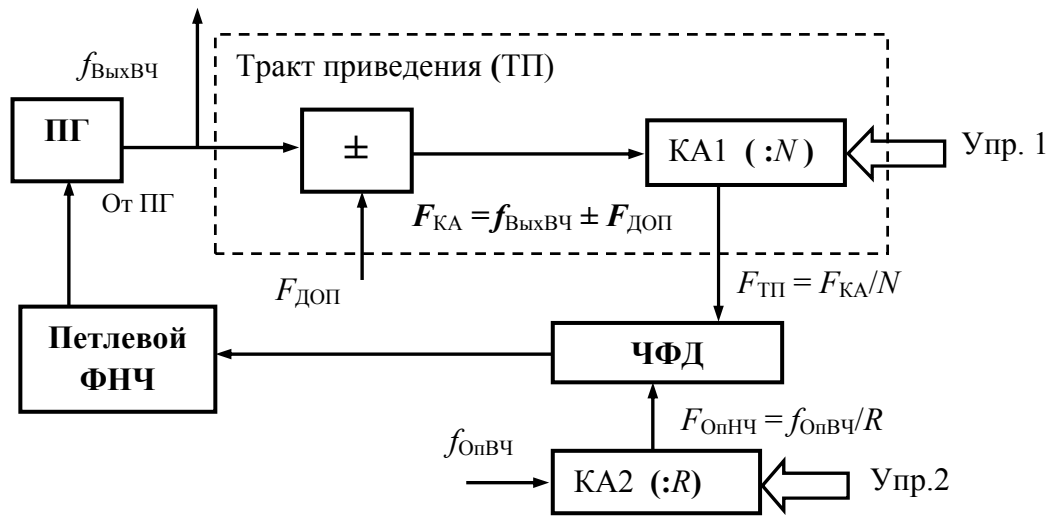 fВыхВЧ
Тракт приведения (ТП)
ПГ
±
КА1 ( :N )
Упр. 1
От ПГ
FКА = fВыхВЧ ± FДОП
FДОП
FТП = FКА/N
Петлевой
ФНЧ
ЧФД
FОпНЧ = fОпВЧ/R
fОпВЧ
КА2 (:R)
Упр.2